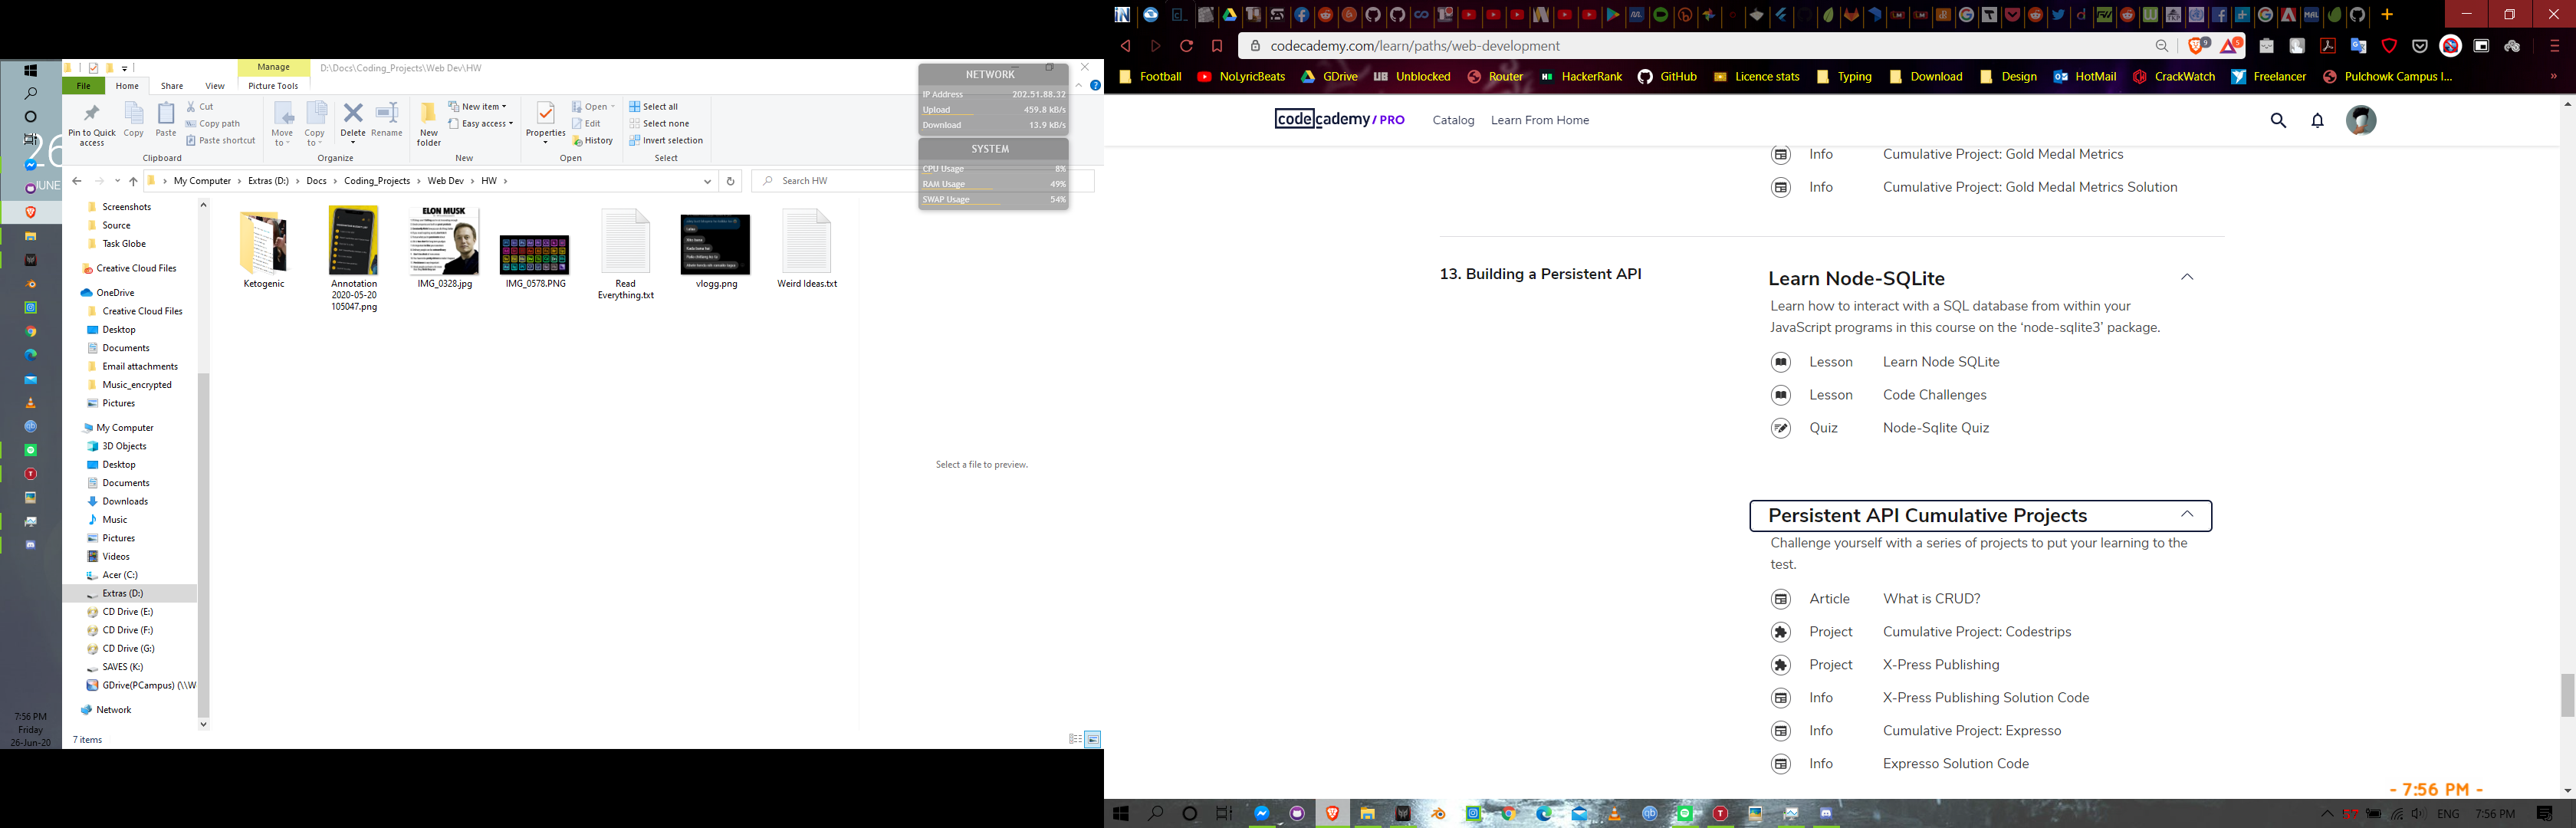 Manage
D:\Docs\Coding_Projects\Web Dev\HW
File
Home
Share
View
Picture Tools
Pin to Quick access
Copy
Paste
Cut
Copy path
Paste shortcut
Clipboard
Move to
Copy to
Delete
Rename
Organize
New folder
New item
Easy access
New
Properties
Open
Edit
History
Open
Select all
Select none
Invert selection
Select
NETWORK
IP Address 202.51.88.32
Upload 459.8 kB/s
Download 13.9 kB/s
SYSTEM
CPU Usage 8%
RAM Usage 49%
SWAP Usage 54%
My Computer
Extras (D:)
Docs
Coding_Projects
Web Dev
HW
Search HW
26
JUNE
Screenshots
Source
Task Globe
Creative Cloud Files
OneDrive
Creative Cloud Files
Desktop
Documents
Email attachments
Music_encrypted
Pictures
My Computer
3D Objects
Desktop
Documents
Downloads
Music
Pictures
Videos
Acer (C:)
Extras (D:)
CD Drive (E:)
CD Drive (F:)
CD Drive (G:)
SAVES (K:)
GDrive(PCampus) (\\W
Network
7 items
Ketogenic
Annotation
2020-05-20
105047.png
ELON MUSK
IMG_0328.jpg
IMG_0578.PNG
Read
Everything.txt
vlogg.png
Weird Ideas.txt
Select a file to preview.
7:56 PM
Friday
26-Jun-20
codecademy.com/learn/paths/web-development
Football
NoLyricBeats
GDrive
Unblocked
Router
HackerRank
GitHub
Licence stats
Typing
Download
Design
HotMail
CrackWatch
Freelancer
Pulchowk Campus I...
codecademy / PRO
Catalog
Learn From Home
Info Cumulative Project: Gold Medal Metrics
Info Cumulative Project: Gold Medal Metrics Solution
13. Building a Persistent API
Learn Node-SQLite
Learn how to interact with a SQL database from within your
JavaScript programs in this course on the ‘node-sqlite3’ package.
Lesson Learn Node SQLite
Lesson Code Challenges
Quiz Node-Sqlite Quiz
Persistent API Cumulative Projects
Challenge yourself with a series of projects to put your learning to the
test.
Article What is CRUD?
Project Cumulative Project: Codestrips
Project X-Press Publishing
Info X-Press Publishing Solution Code
Info Cumulative Project: Expresso
Info Expresso Solution Code
- 7:56 PM -
ENG
7:56 PM